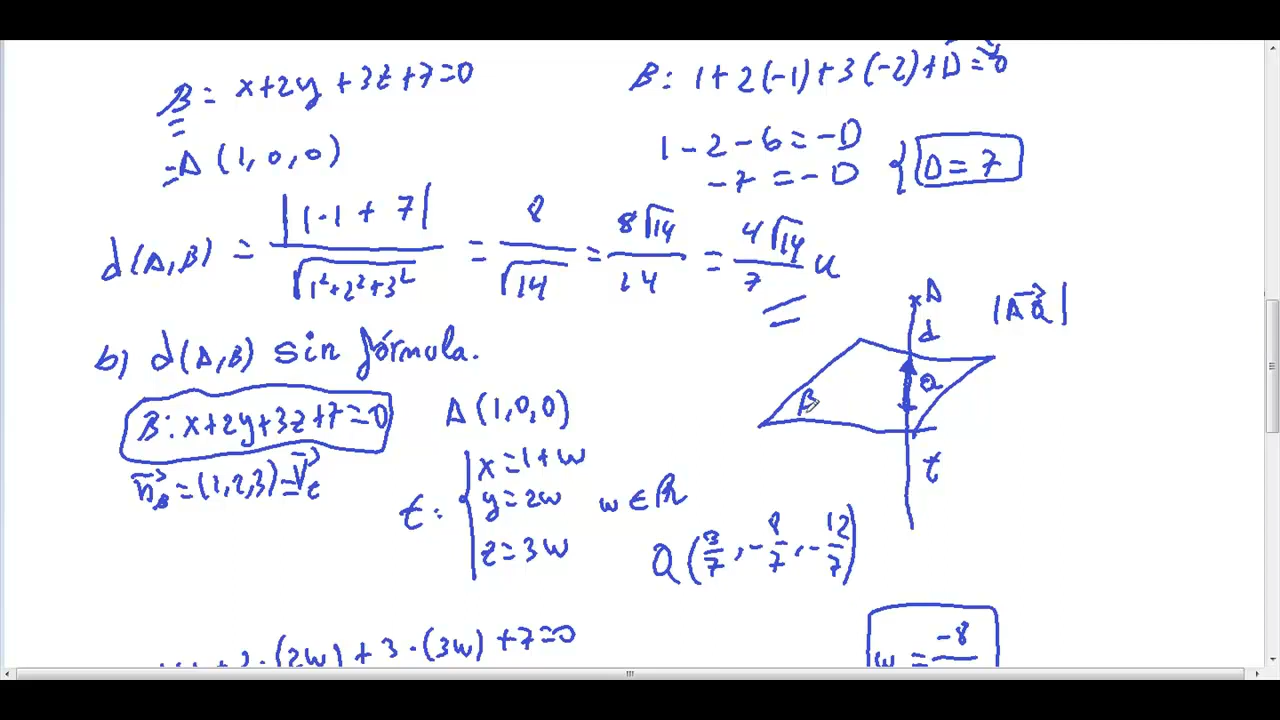 β: x+2y+3z+7=0
A(1,0,0)
β: 1+2(-1)+3(-2)+D=0
1-2-6=-D
-7=-D { D=7
d(A,β) = |1·1+7| / √(1²+2²+3²) = 8/√14 = 8√14/14 = 4√14/7 u
b) d(A,β) sin fórmula.
β: x+2y+3z+7=0
n⃗β=(1,2,3)=V⃗t
A(1,0,0)
t: { x=1+w
y=2w w∈ℝ
z=3w
Q(3/7, -8/7, -12/7)
A
d
Q
β
t
|AQ⃗|
(2w)+3·(3w)+7=0
w = -8